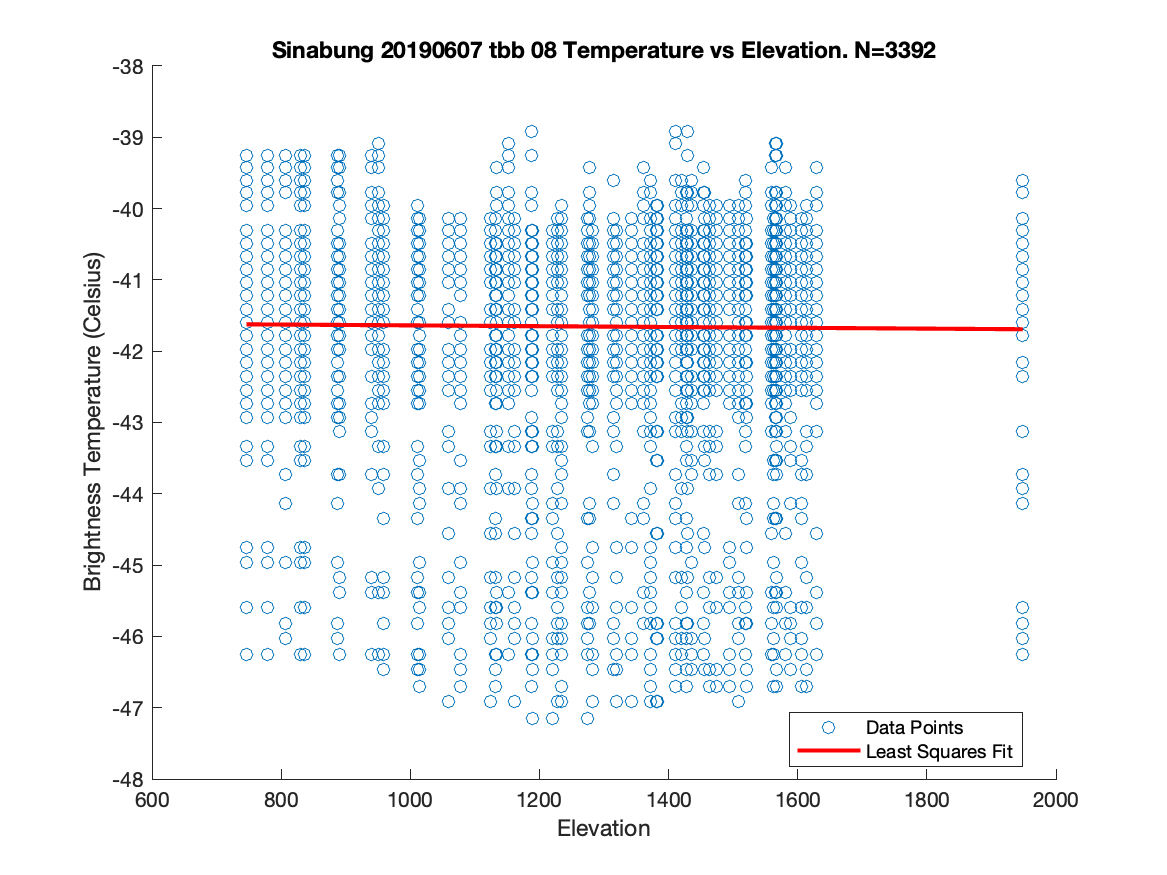 Sinabung 20190607 tbb 08 Temperature vs Elevation. N=3392
-38
-39
-40
-41
-42
-43
-44
-45
-46
-47
-48
Brightness Temperature (Celsius)
Data Points
Least Squares Fit
600 800 1000 1200 1400 1600 1800 2000
Elevation